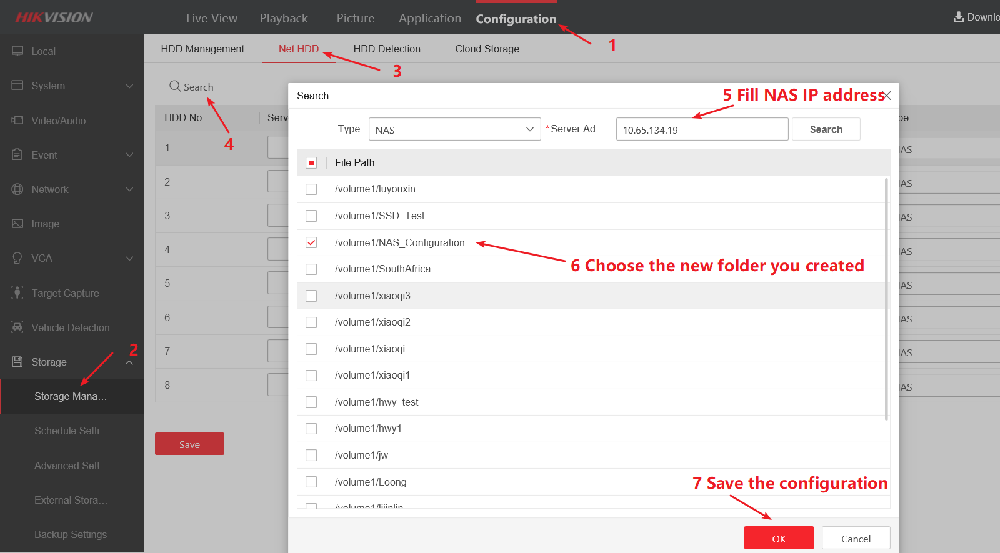 HIKVISION
Live View
Playback
Picture
Application
Configuration
Downlo
1
Local
System
Video/Audio
Event
Network
Image
VCA
Target Capture
Vehicle Detection
Storage
2
Storage Mana...
Schedule Setti...
Advanced Sett...
External Stora...
Backup Settings
HDD Management
Net HDD
HDD Detection
Cloud Storage
3
Search
4
HDD No.
Serv
pe
1
AS
2
AS
3
AS
4
AS
5
AS
6
AS
7
AS
8
AS
Save
Search
5 Fill NAS IP address
Type
NAS
*Server Ad...
10.65.134.19
Search
File Path
/volume1/luyouxin
/volume1/SSD_Test
/volume1/NAS_Configuration
6 Choose the new folder you created
/volume1/SouthAfrica
/volume1/xiaoqi3
/volume1/xiaoqi2
/volume1/xiaoqi
/volume1/xiaoqi1
/volume1/hwy_test
/volume1/hwy1
/volume1/jw
/volume1/Loong
7 Save the configuration
OK
Cancel